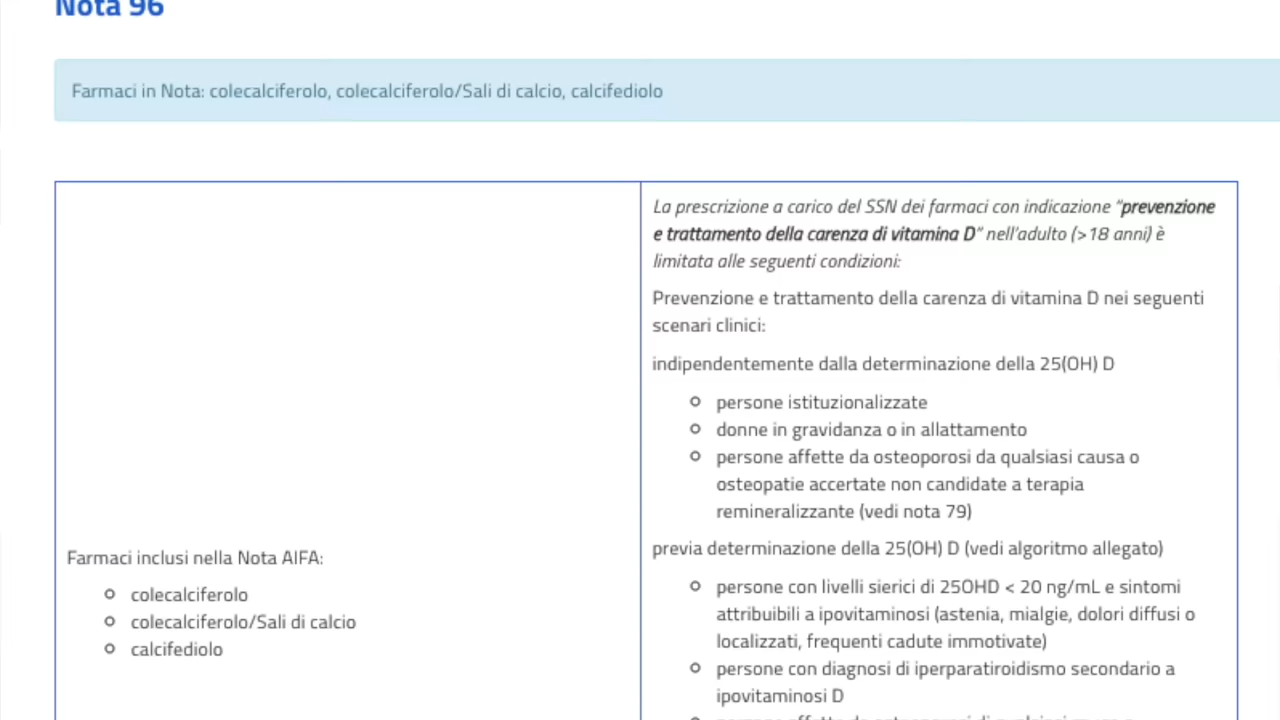 Nota 96
Farmaci in Nota: colecalciferolo, colecalciferolo/Sali di calcio, calcifediolo
Farmaci inclusi nella Nota AIFA:
colecalciferolo
colecalciferolo/Sali di calcio
calcifediolo
La prescrizione a carico del SSN dei farmaci con indicazione “prevenzione
e trattamento della carenza di vitamina D” nell'adulto (>18 anni) è
limitata alle seguenti condizioni:
Prevenzione e trattamento della carenza di vitamina D nei seguenti
scenari clinici:
indipendentemente dalla determinazione della 25(OH) D
persone istituzionalizzate
donne in gravidanza o in allattamento
persone affette da osteoporosi da qualsiasi causa o
osteopatie accertate non candidate a terapia
remineralizzante (vedi nota 79)
previa determinazione della 25(OH) D (vedi algoritmo allegato)
persone con livelli sierici di 25OHD < 20 ng/mL e sintomi
attribuibili a ipovitaminosi (astenia, mialgie, dolori diffusi o
localizzati, frequenti cadute immotivate)
persone con diagnosi di iperparatiroidismo secondario a
ipovitaminosi D